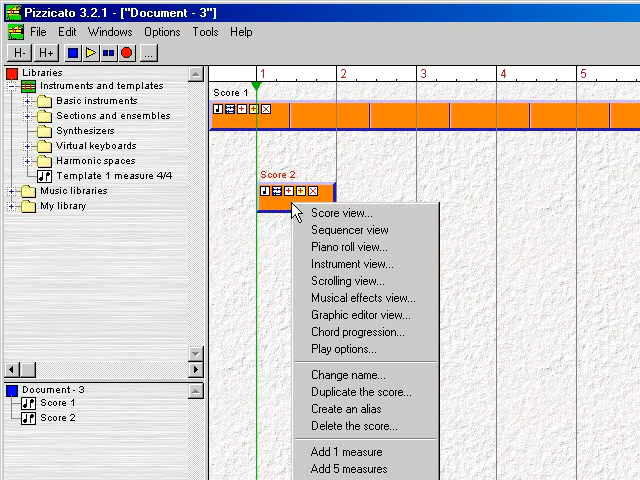 Pizzicato 3.2.1 - ["Document - 3"]
File Edit Windows Options Tools Help
H- H+ ...
Libraries
Instruments and templates
Basic instruments
Sections and ensembles
Synthesizers
Virtual keyboards
Harmonic spaces
Template 1 measure 4/4
Music libraries
My library
Document - 3
Score 1
Score 2
1 2 3 4 5
Score 1
Score 2
Score view...
Sequencer view
Piano roll view...
Instrument view...
Scrolling view...
Musical effects view...
Graphic editor view...
Chord progression...
Play options...
Change name...
Duplicate the score...
Create an alias
Delete the score...
Add 1 measure
Add 5 measures